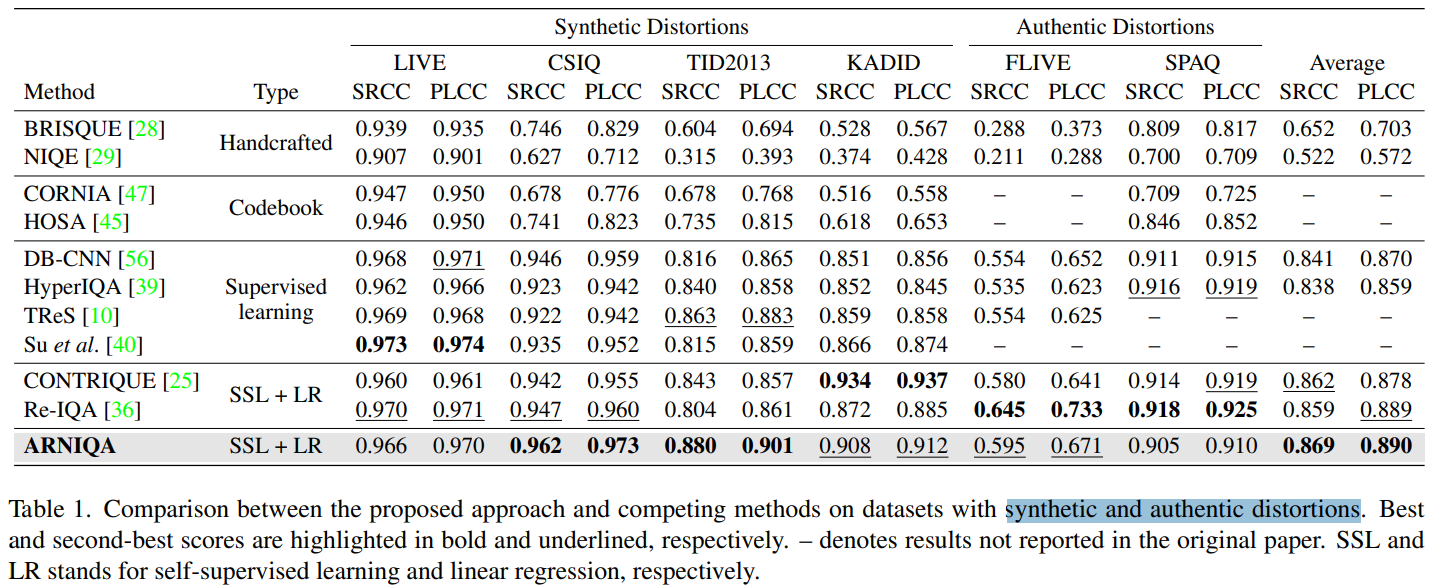 Synthetic Distortions Authentic Distortions
LIVE CSIQ TID2013 KADID FLIVE SPAQ Average
Method Type SRCC PLCC SRCC PLCC SRCC PLCC SRCC PLCC SRCC PLCC SRCC PLCC SRCC PLCC
BRISQUE [28] Handcrafted 0.939 0.935 0.746 0.829 0.604 0.694 0.528 0.567 0.288 0.373 0.809 0.817 0.652 0.703
NIQE [29] 0.907 0.901 0.627 0.712 0.315 0.393 0.374 0.428 0.211 0.288 0.700 0.709 0.522 0.572
CORNIA [47] Codebook 0.947 0.950 0.678 0.776 0.678 0.768 0.516 0.558 – – 0.709 0.725 – –
HOSA [45] 0.946 0.950 0.741 0.823 0.735 0.815 0.618 0.653 – – 0.846 0.852 – –
DB-CNN [56] 0.968 0.971 0.946 0.959 0.816 0.865 0.851 0.856 0.554 0.652 0.911 0.915 0.841 0.870
HyperIQA [39] Supervised 0.962 0.966 0.923 0.942 0.840 0.858 0.852 0.845 0.535 0.623 0.916 0.919 0.838 0.859
TReS [10] learning 0.969 0.968 0.922 0.942 0.863 0.883 0.859 0.858 0.554 0.625 – – – –
Su et al. [40] 0.973 0.974 0.935 0.952 0.815 0.859 0.866 0.874 – – – – – –
CONTRIQUE [25] SSL + LR 0.960 0.961 0.942 0.955 0.843 0.857 0.934 0.937 0.580 0.641 0.914 0.919 0.862 0.878
Re-IQA [36] 0.970 0.971 0.947 0.960 0.804 0.861 0.872 0.885 0.645 0.733 0.918 0.925 0.859 0.889
ARNIQA SSL + LR 0.966 0.970 0.962 0.973 0.880 0.901 0.908 0.912 0.595 0.671 0.905 0.910 0.869 0.890
Table 1. Comparison between the proposed approach and competing methods on datasets with synthetic and authentic distortions. Best
and second-best scores are highlighted in bold and underlined, respectively. – denotes results not reported in the original paper. SSL and
LR stands for self-supervised learning and linear regression, respectively.